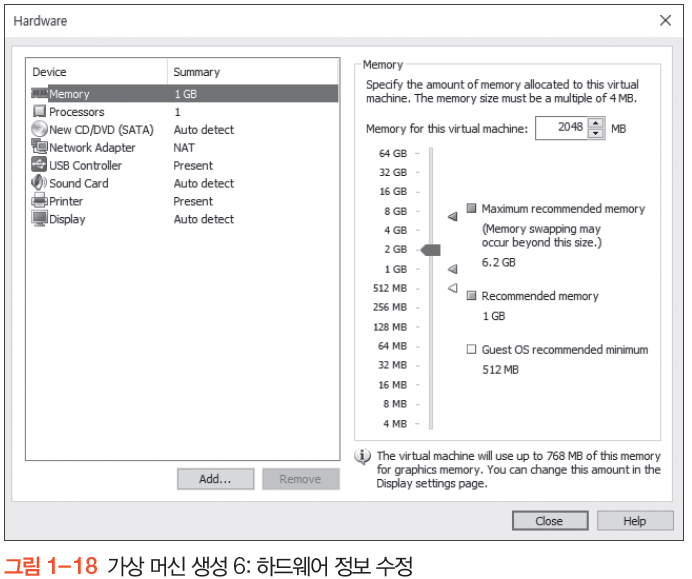 Hardware
Device Summary
Memory 1 GB
Processors 1
New CD/DVD (SATA) Auto detect
Network Adapter NAT
USB Controller Present
Sound Card Auto detect
Printer Present
Display Auto detect
Add...
Remove
Memory
Specify the amount of memory allocated to this virtual
machine. The memory size must be a multiple of 4 MB.
Memory for this virtual machine: 2048 MB
64 GB
32 GB
16 GB
8 GB
4 GB
2 GB
1 GB
512 MB
256 MB
128 MB
64 MB
32 MB
16 MB
8 MB
4 MB
Maximum recommended memory
(Memory swapping may
occur beyond this size.)
6.2 GB
Recommended memory
1 GB
Guest OS recommended minimum
512 MB
The virtual machine will use up to 768 MB of this memory
for graphics memory. You can change this amount in the
Display settings page.
Close
Help
그림 1-18 가상 머신 생성 6: 하드웨어 정보 수정